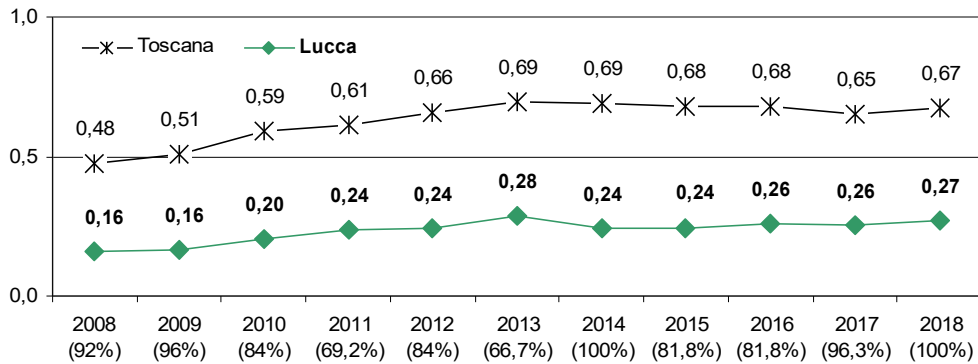 1,0
Toscana Lucca
0,48 0,51 0,59 0,61 0,66 0,69 0,69 0,68 0,68 0,65 0,67
0,5
0,16 0,16 0,20 0,24 0,24 0,28 0,24 0,24 0,26 0,26 0,27
0,0
2008 2009 2010 2011 2012 2013 2014 2015 2016 2017 2018
(92%) (96%) (84%) (69,2%) (84%) (66,7%) (100%) (81,8%) (81,8%) (96,3%) (100%)